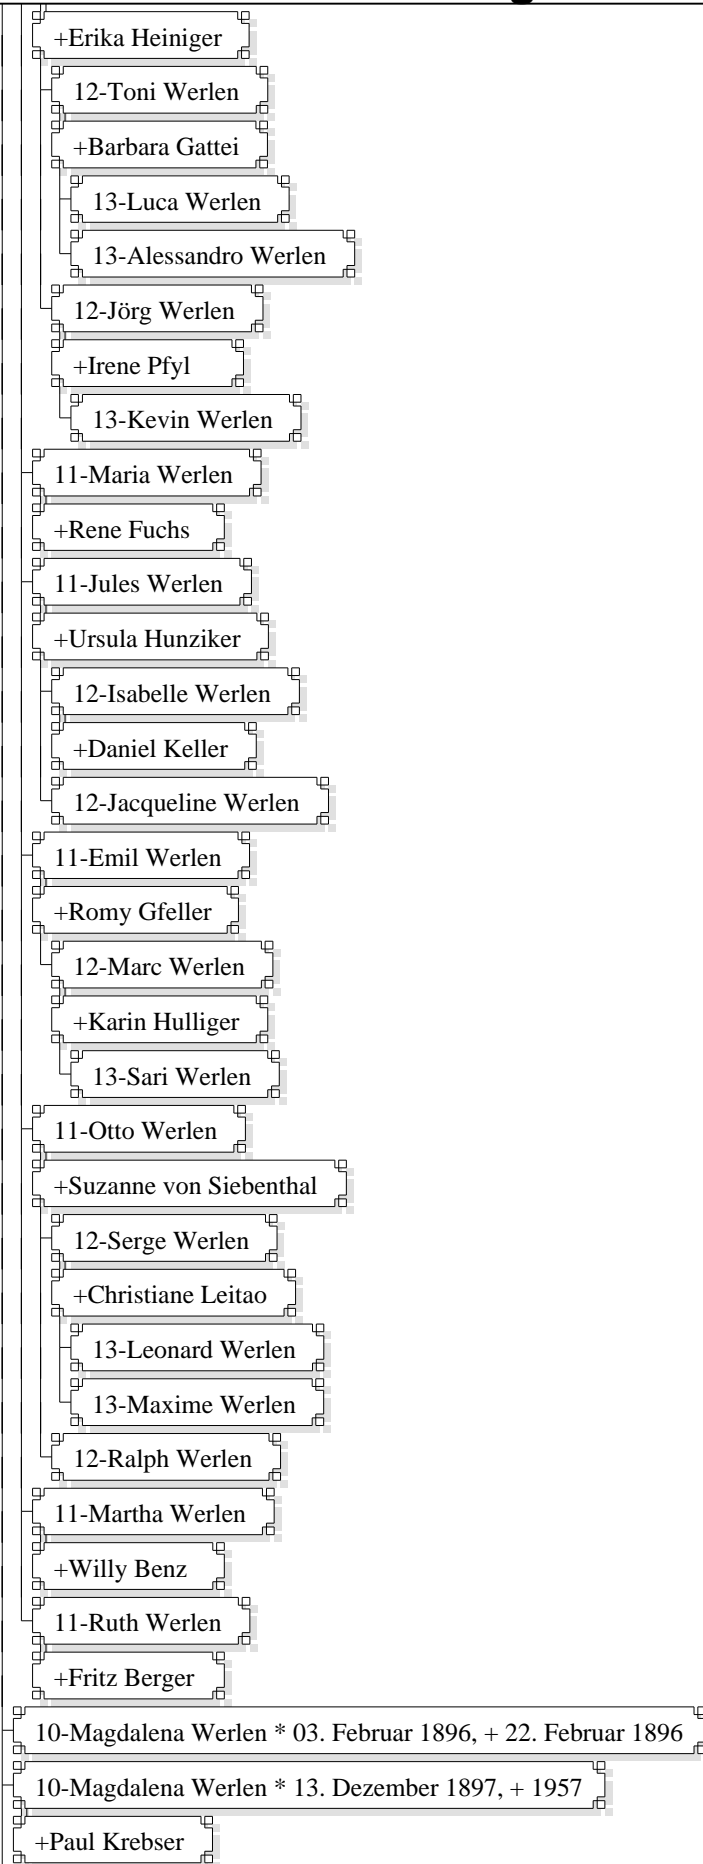 +Erika Heiniger
12-Toni Werlen
+Barbara Gattei
13-Luca Werlen
13-Alessandro Werlen
12-Jörg Werlen
+Irene Pfyl
13-Kevin Werlen
11-Maria Werlen
+Rene Fuchs
11-Jules Werlen
+Ursula Hunziker
12-Isabelle Werlen
+Daniel Keller
12-Jacqueline Werlen
11-Emil Werlen
+Romy Gfeller
12-Marc Werlen
+Karin Hulliger
13-Sari Werlen
11-Otto Werlen
+Suzanne von Siebenthal
12-Serge Werlen
+Christiane Leitao
13-Leonard Werlen
13-Maxime Werlen
12-Ralph Werlen
11-Martha Werlen
+Willy Benz
11-Ruth Werlen
+Fritz Berger
10-Magdalena Werlen * 03. Februar 1896, + 22. Februar 1896
10-Magdalena Werlen * 13. Dezember 1897, + 1957
+Paul Krebser